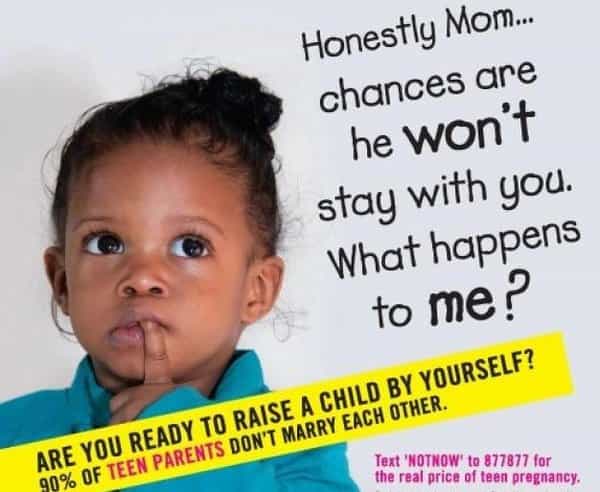 Honestly Mom...
chances are
he won't
stay with you.
What happens
to me?
ARE YOU READY TO RAISE A CHILD BY YOURSELF?
90% OF TEEN PARENTS DON'T MARRY EACH OTHER.
Text 'NOTNOW' to 877877 for
the real price of teen pregnancy.